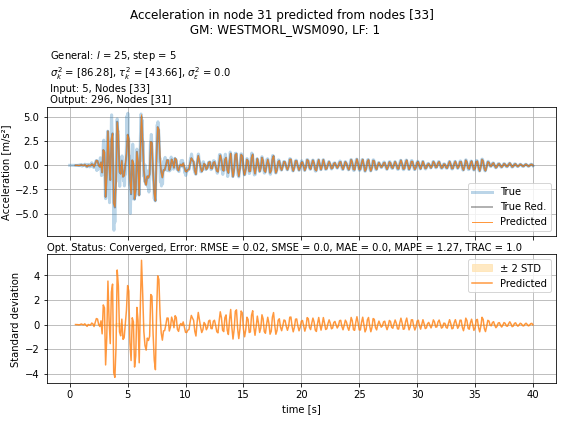 Acceleration in node 31 predicted from nodes [33]
GM: WESTMORL_WSM090, LF: 1
General: l = 25, step = 5
σ²ₖ = [86.28], τ²ₖ = [43.66], σ²ε = 0.0
Input: 5, Nodes [33]
Output: 296, Nodes [31]
Acceleration [m/s²]
5.0
2.5
0.0
−2.5
−5.0
True
True Red.
Predicted
Opt. Status: Converged, Error: RMSE = 0.02, SMSE = 0.0, MAE = 0.0, MAPE = 1.27, TRAC = 1.0
Standard deviation
4
2
0
−2
−4
± 2 STD
Predicted
0 5 10 15 20 25 30 35 40
time [s]